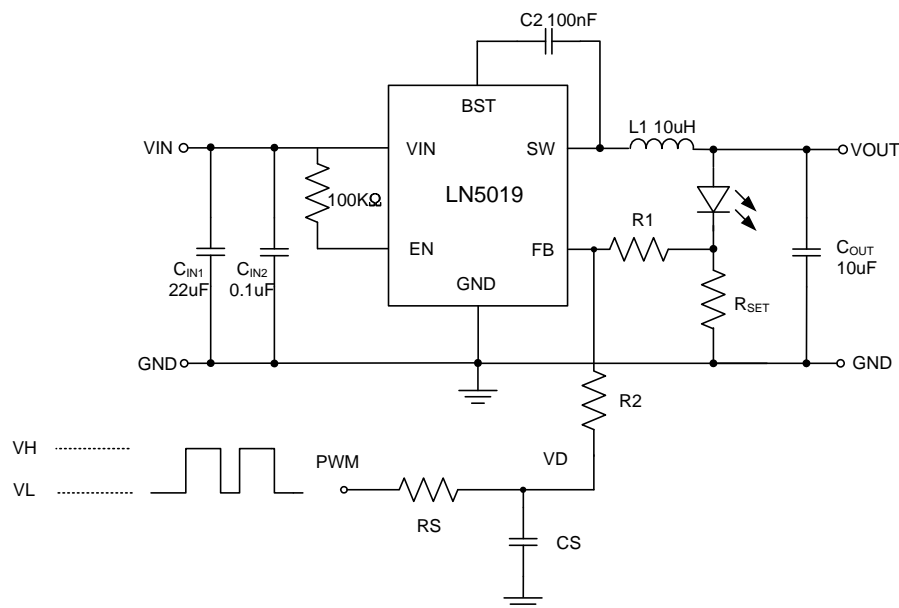 C2 100nF
BST
L1 10uH
VIN
VIN
SW
VOUT
100KΩ
LN5019
R1
EN
FB
CIN1
22uF
CIN2
0.1uF
COUT
10uF
GND
RSET
GND
GND
R2
VH
VL
PWM
VD
RS
CS